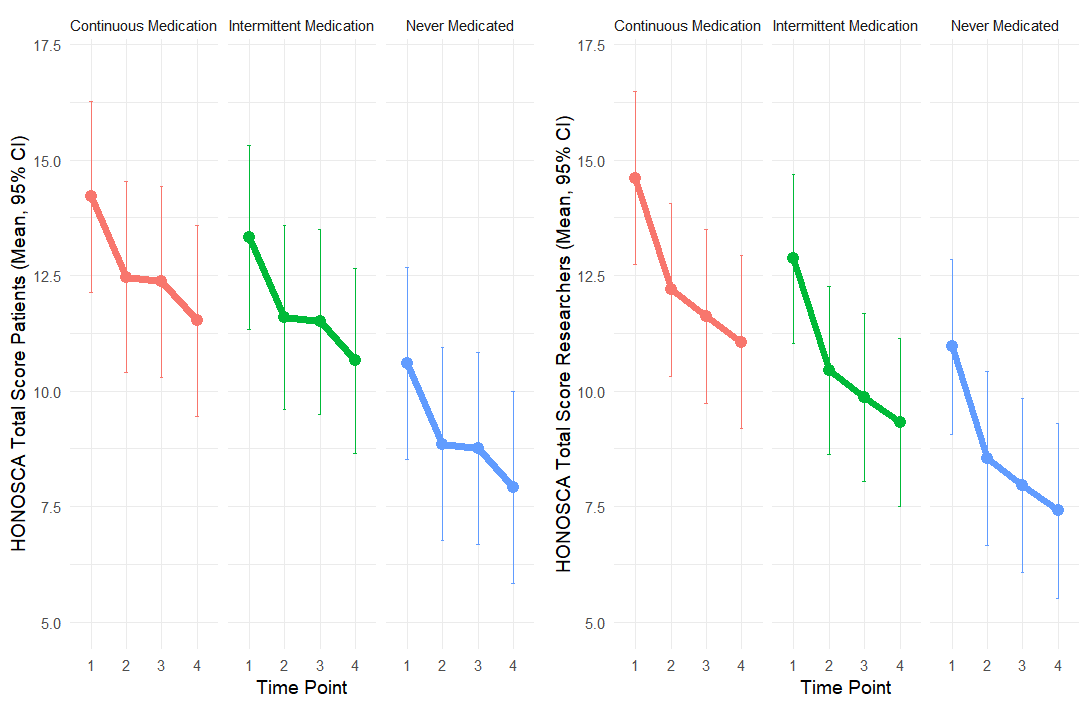 Continuous Medication Intermittent Medication Never Medicated
HONOSCA Total Score Patients (Mean, 95% CI)
17.5
15.0
12.5
10.0
7.5
5.0
1 2 3 4 1 2 3 4 1 2 3 4
Time Point
Continuous Medication Intermittent Medication Never Medicated
HONOSCA Total Score Researchers (Mean, 95% CI)
17.5
15.0
12.5
10.0
7.5
5.0
1 2 3 4 1 2 3 4 1 2 3 4
Time Point